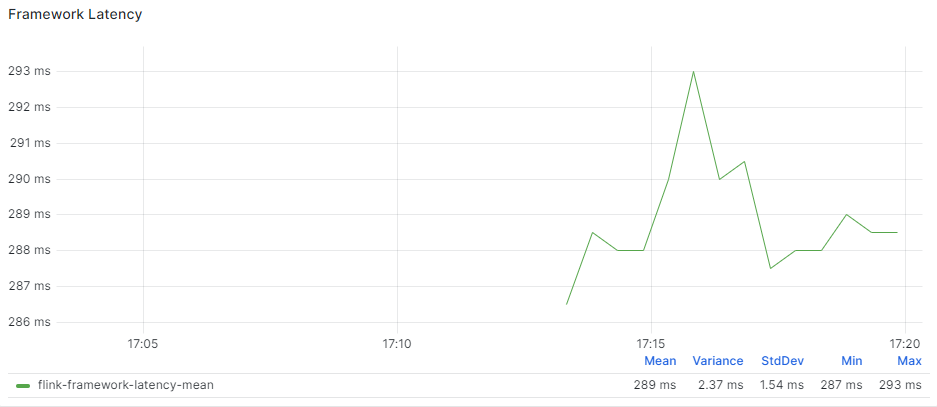 Framework Latency
293 ms
292 ms
291 ms
290 ms
289 ms
288 ms
287 ms
286 ms
17:05 17:10 17:15 17:20
Mean Variance StdDev Min Max
flink-framework-latency-mean 289 ms 2.37 ms 1.54 ms 287 ms 293 ms